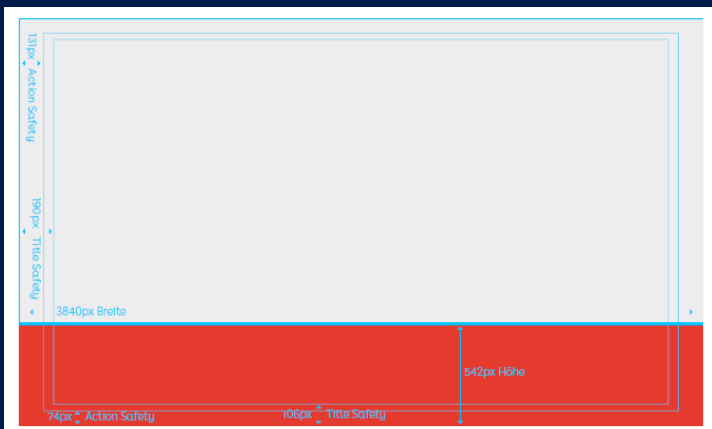 131px Action Safety
190px Title Safety
3840px Breite
542px Höhe
74px Action Safety
106px Title Safety